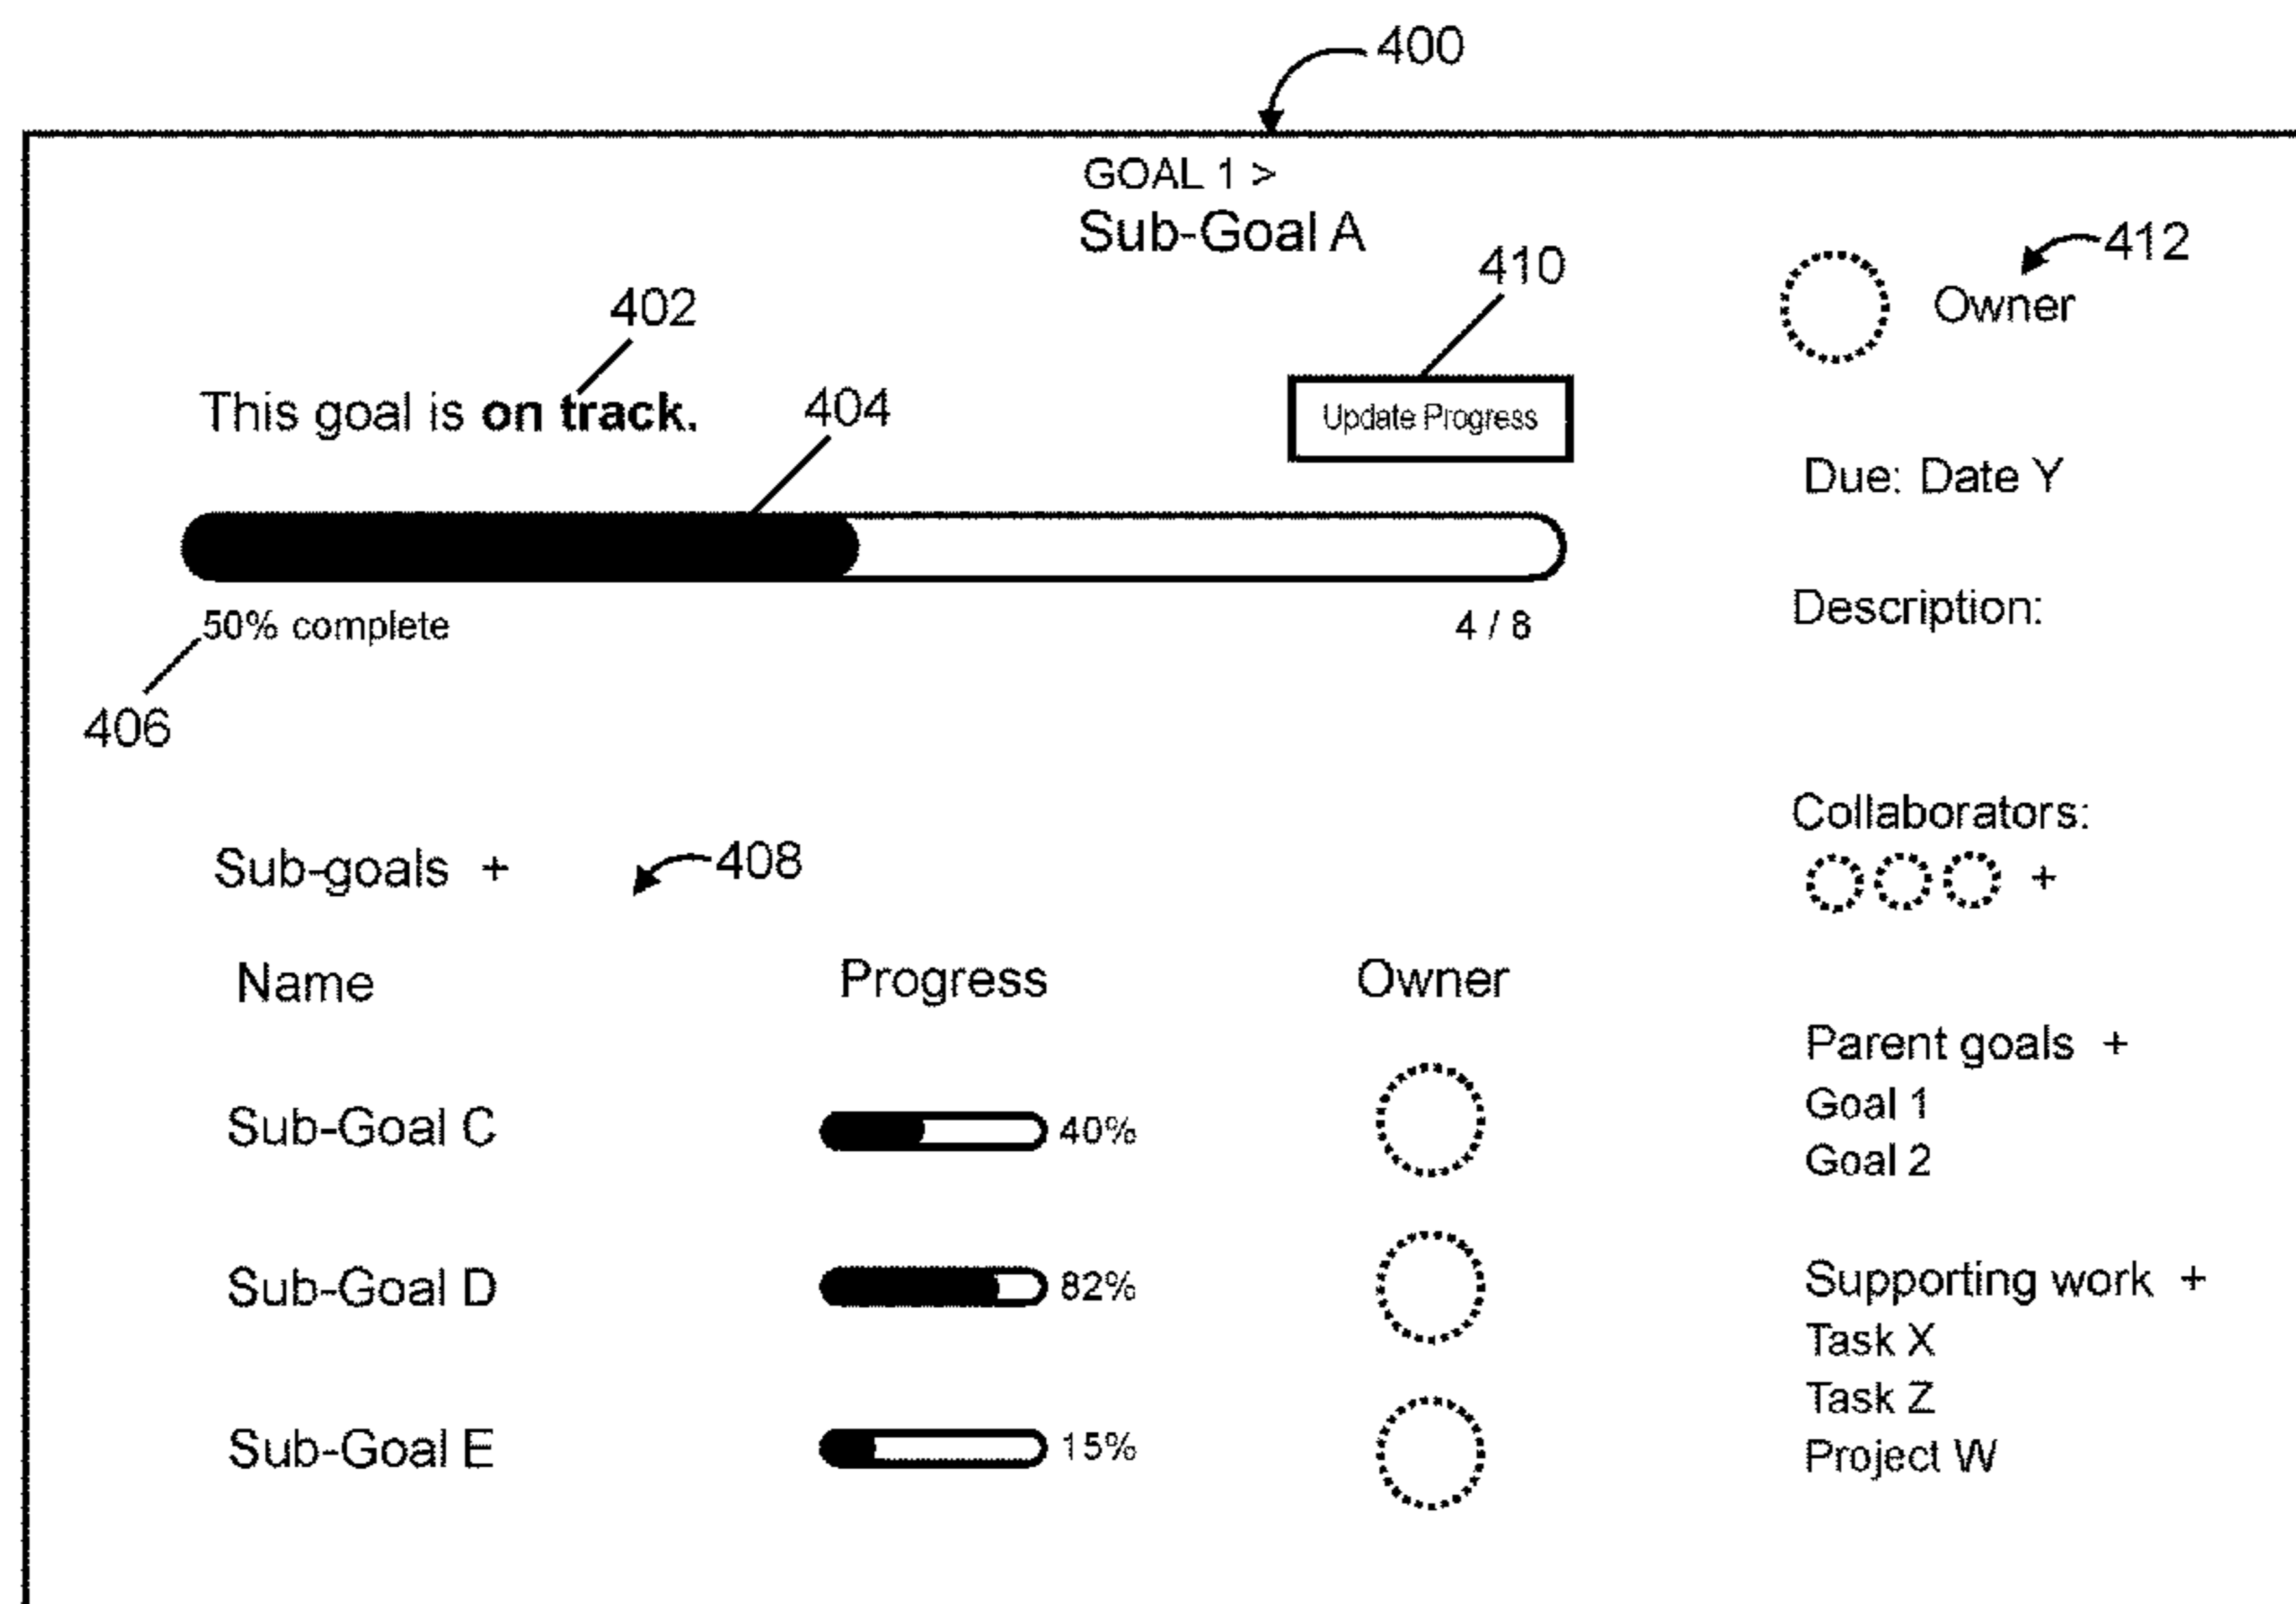 400
GOAL 1 >
Sub-Goal A
402
410
412
Owner
This goal is on track.
404
Update Progress
Due: Date Y
50% complete
4 / 8
406
Description:
Sub-goals +
408
Collaborators:
+
Name
Progress
Owner
Parent goals +
Goal 1
Goal 2
Sub-Goal C
40%
Sub-Goal D
82%
Supporting work +
Task X
Task Z
Project W
Sub-Goal E
15%